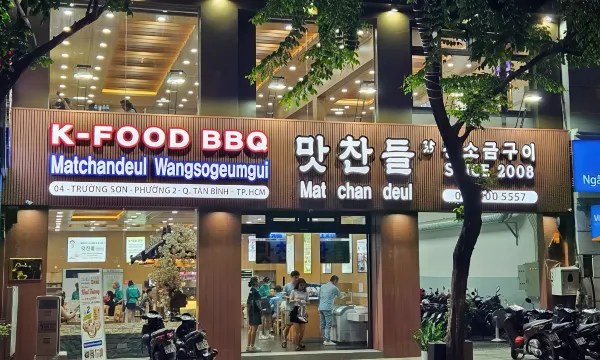 K-FOOD BBQ
Matchandeul Wangsogeumgui
04 - TRƯỜNG SƠN - PHƯỜNG 2 - Q. TÂN BÌNH - TP.HCM
맛찬들
Mat chan deul
소금구이
SINCE 2008
00 5557